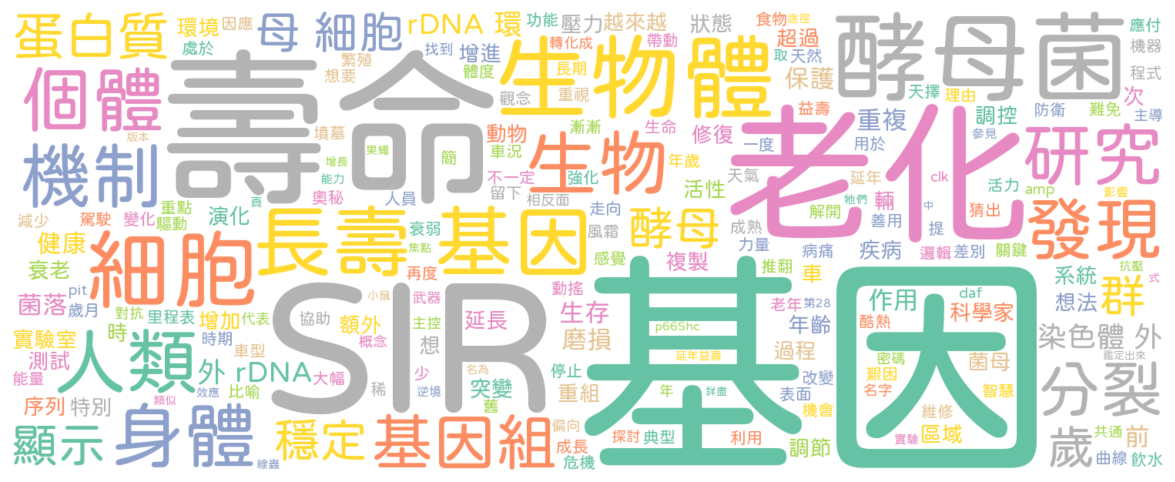 蛋白質
環境
因應
母 細胞
rDNA 環
功能
壓力
越來越
狀態
食物
途徑
應付
處於
繁殖
找到
增進
轉化成
帶動
超過
取
天然
機器
酵母菌
個體
壽命
想要
體度
觀念
長期
重視
生物體
保護
天擇
理由
程式
次
益壽
調控
防衛
難免
主導
版本
墳墓
動物
漸漸
生命
修復
重複
參見
研究
機制
增長
果蠅
簡
車況
生物
一度
用於
老化
能力
奧秘
人員
不一定
強化
年歲
天氣
延年
clk
活力
amp
影響
頁
留下
相反面
活性
解開
輛
牠們
中
猜出
減少
駕駛
變化
重點
驅動
演化
長壽 基因
衰弱
焦點
走向
風霜
酵母
成熟
力量
善用
提
發現
健康
衰老
細胞
感覺
複製
推翻
病痛
疾病
邏輯
差別
關鍵
再度
車
系統
抗壓
式
菌落
pit
歲月
對抗
里程表
增加
代表
小鼠
武器
動搖
生存
老年
第28
作用
daf
想法
群
SIR
協助
額外
主控
延長
p66Shc
年齡
酷熱
科學家
實驗室
時
時期
概念
想
磨損
基因
染色體 外
測試
人類
車型
外 rDNA
大幅
少
延年益壽
過程
密碼
菌母
鑑定出來
能量
效應
比喻
稀
逆境
名為
突變
停止
年
詳盡
改變
艱困
名字
智慧
分裂
類似
舊
重組
表面
序列
特別
身體
穩定
基因組
偏向
機會
維修
區域
顯示
線蟲
成長
危機
探討
典型
利用
調節
實驗
歲
共通
前
曲線
飲水